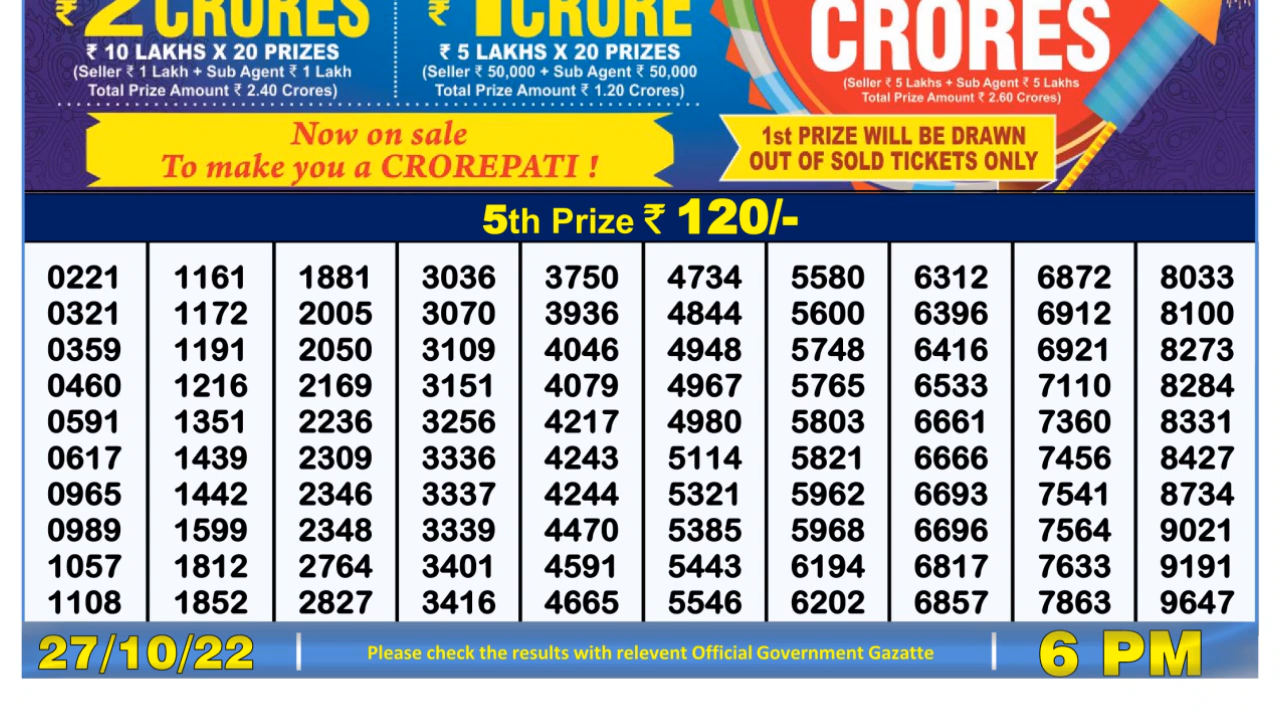 ₹ 2 CRORES
₹ 10 LAKHS X 20 PRIZES
(Seller ₹ 1 Lakh + Sub Agent ₹ 1 Lakh
Total Prize Amount ₹ 2.40 Crores)
₹ 1 CRORE
₹ 5 LAKHS X 20 PRIZES
(Seller ₹ 50,000 + Sub Agent ₹ 50,000
Total Prize Amount ₹ 1.20 Crores)
CRORES
(Seller ₹ 5 Lakhs + Sub Agent ₹ 5 Lakhs
Total Prize Amount ₹ 2.60 Crores)
Now on sale
To make you a CROREPATI !
1st PRIZE WILL BE DRAWN
OUT OF SOLD TICKETS ONLY
5th Prize ₹ 120/-
0221 1161 1881 3036 3750 4734 5580 6312 6872 8033
0321 1172 2005 3070 3936 4844 5600 6396 6912 8100
0359 1191 2050 3109 4046 4948 5748 6416 6921 8273
0460 1216 2169 3151 4079 4967 5765 6533 7110 8284
0591 1351 2236 3256 4217 4980 5803 6661 7360 8331
0617 1439 2309 3336 4243 5114 5821 6666 7456 8427
0965 1442 2346 3337 4244 5321 5962 6693 7541 8734
0989 1599 2348 3339 4470 5385 5968 6696 7564 9021
1057 1812 2764 3401 4591 5443 6194 6817 7633 9191
1108 1852 2827 3416 4665 5546 6202 6857 7863 9647
27/10/22 Please check the results with relevent Official Government Gazatte 6 PM